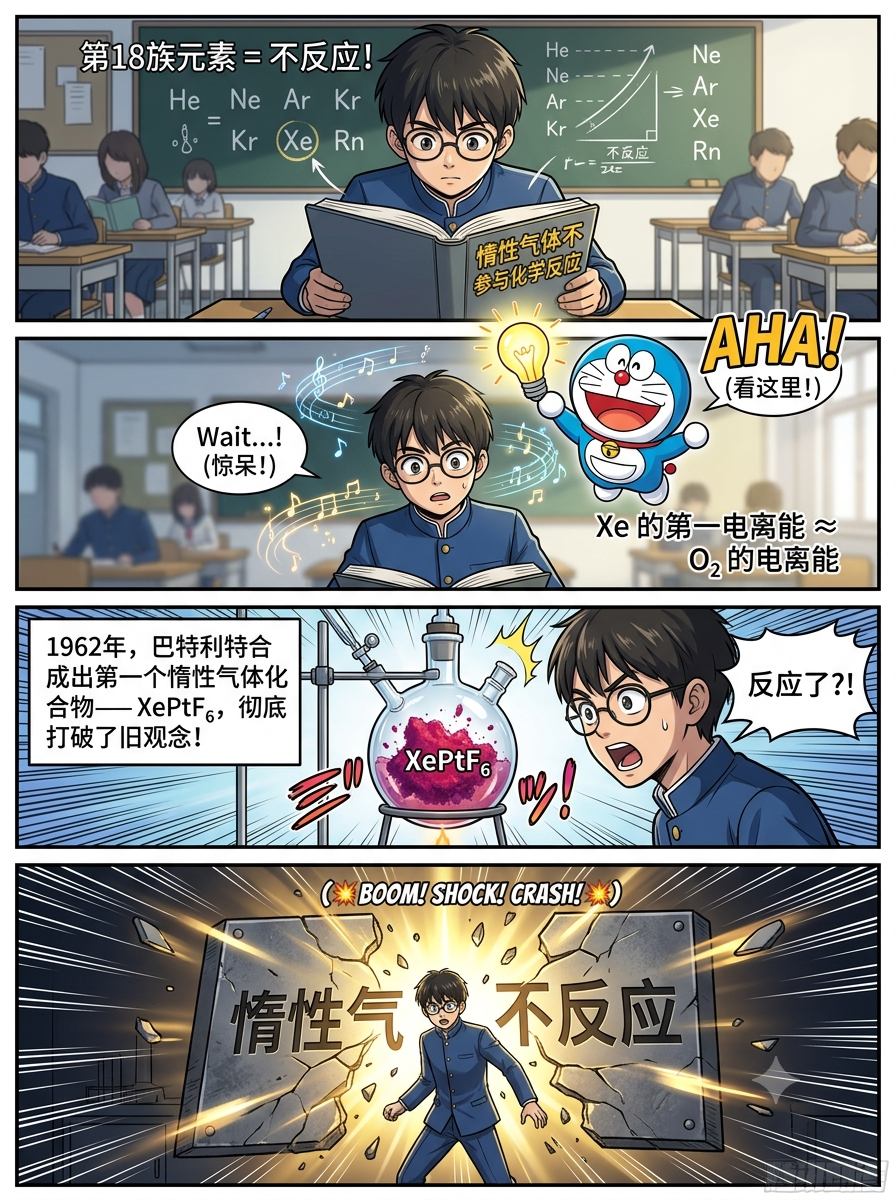 第18族元素 = 不反应！
He = Ne Ar Kr
Kr Xe Rn
He
Ne
Ar
Kr
不反应
Ne
Ar
Xe
Rn
惰性气体不
参与化学反应
AHA!
(看这里!)
Wait...!
(惊呆!)
Xe 的第一电离能 ≈
O₂ 的电离能
1962年，巴特利特合
成出第一个惰性气体化
合物—— XePtF₆，彻底
打破了旧观念！
XePtF₆
反应了?!
(💥BOOM! SHOCK! CRASH!💥)
惰性气 不反应